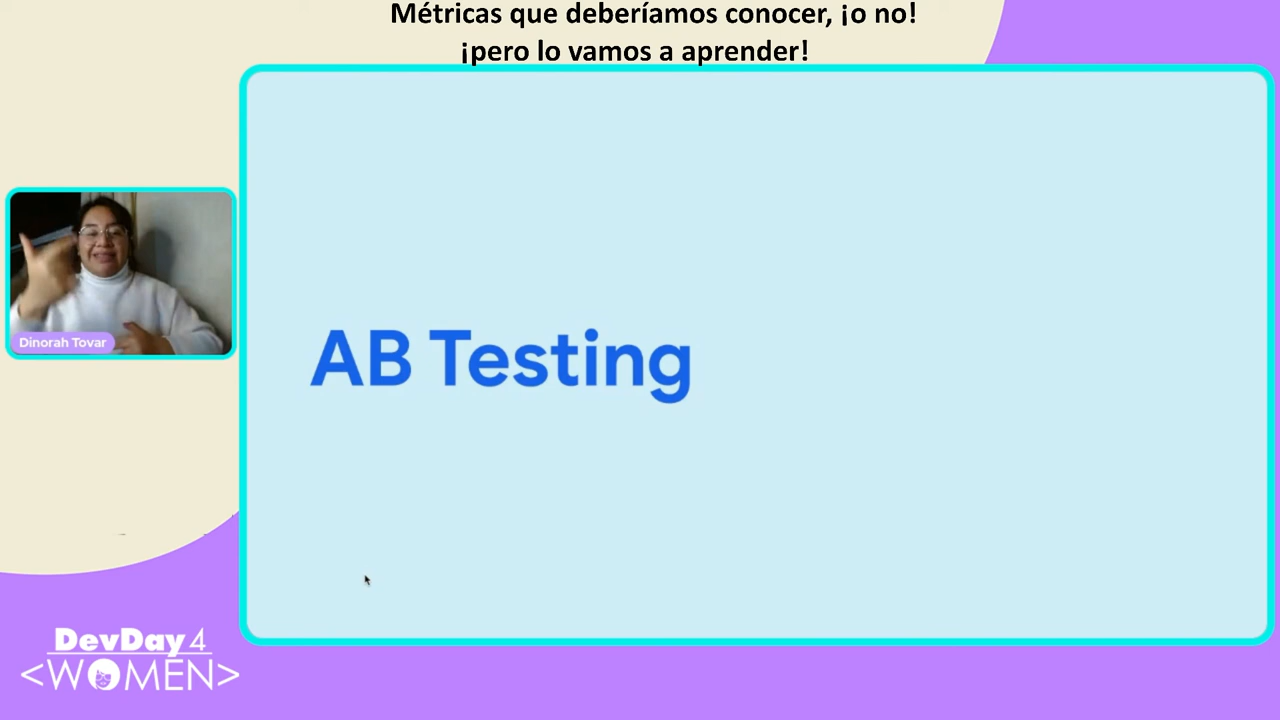 Métricas que deberíamos conocer, ¡o no!
¡pero lo vamos a aprender!
Dinorah Tovar
AB Testing
DevDay4
<WOMEN>